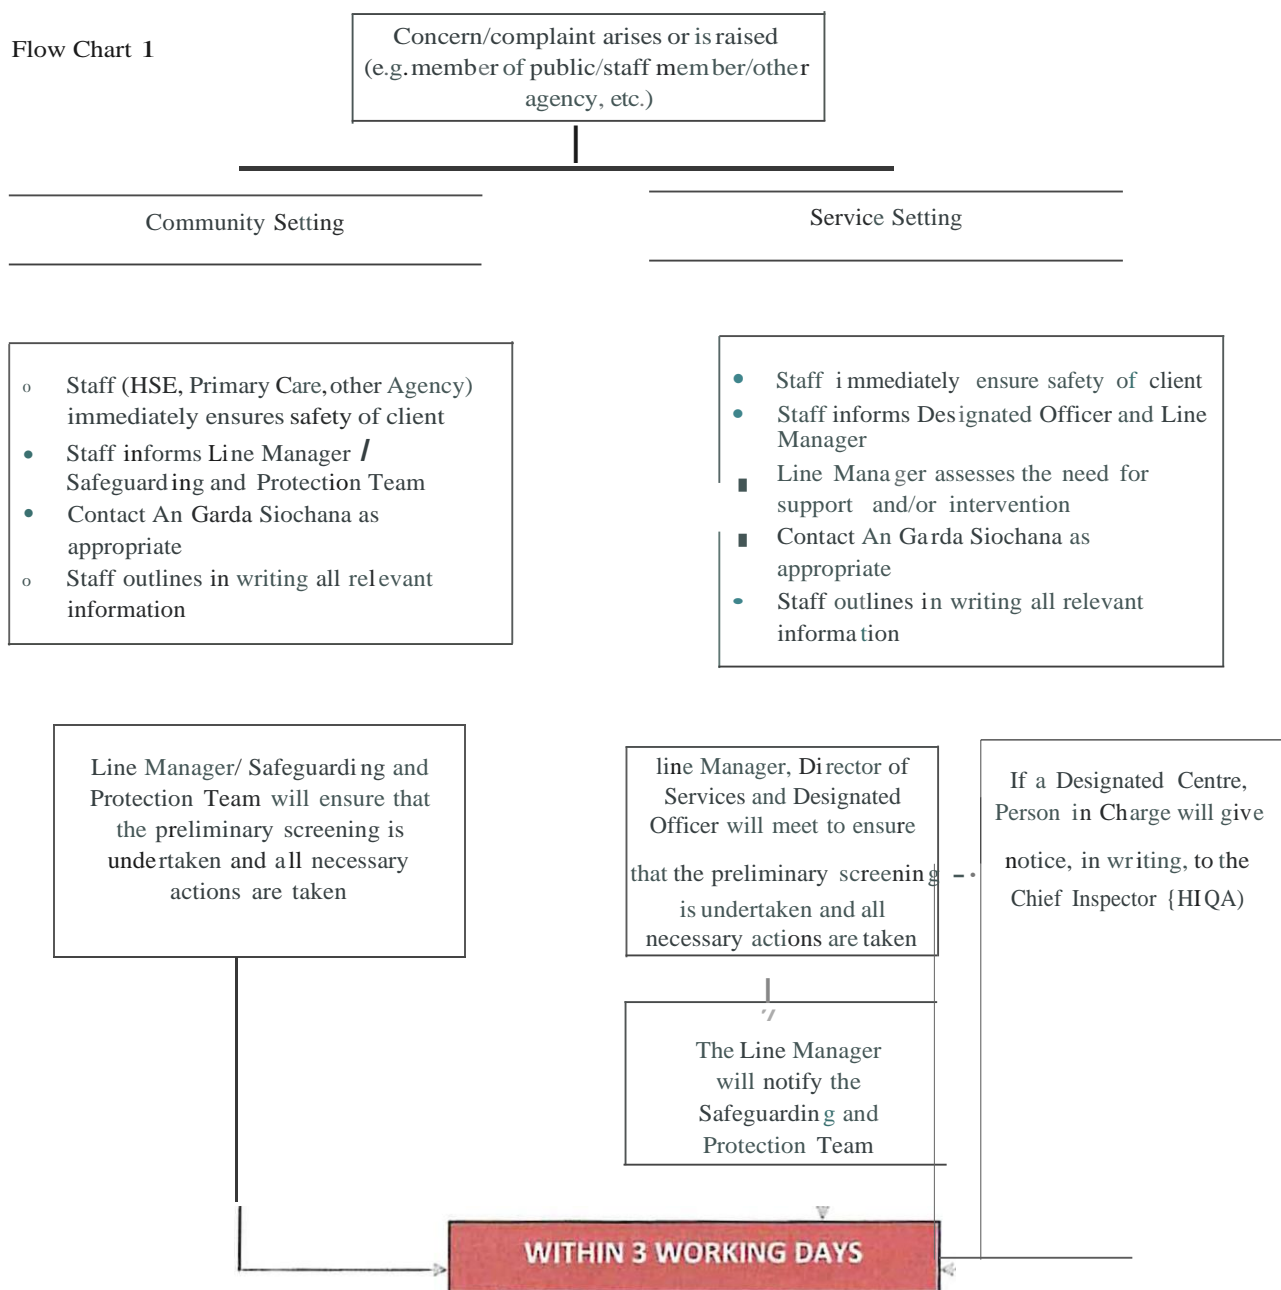 Flow Chart 1
Concern/complaint arises or is raised
(e.g. member of public/staff member/other
agency, etc.)
Community Setting
Service Setting
o Staff (HSE, Primary Care, other Agency)
immediately ensures safety of client
• Staff informs Line Manager /
Safeguarding and Protection Team
• Contact An Garda Siochana as
appropriate
o Staff outlines in writing all relevant
information
• Staff immediately ensure safety of client
• Staff informs Designated Officer and Line
Manager
▪ Line Manager assesses the need for
support and/or intervention
▪ Contact An Garda Siochana as
appropriate
• Staff outlines in writing all relevant
information
Line Manager/ Safeguarding and
Protection Team will ensure that
the preliminary screening is
undertaken and all necessary
actions are taken
line Manager, Director of
Services and Designated
Officer will meet to ensure
that the preliminary screening
is undertaken and all
necessary actions are taken
If a Designated Centre,
Person in Charge will give
notice, in writing, to the
Chief Inspector {HIQA)
The Line Manager
will notify the
Safeguarding and
Protection Team
WITHIN 3 WORKING DAYS